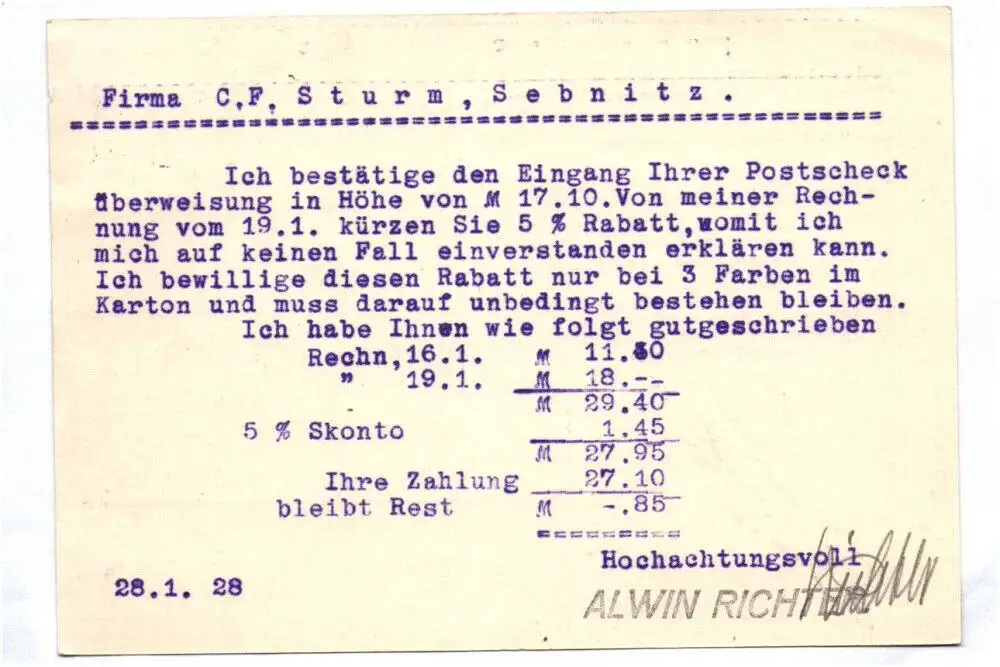 Firma C.F. Sturm, Sebnitz.
Ich bestätige den Eingang Ihrer Postscheck
überweisung in Höhe von M 17.10.Von meiner Rech-
nung vom 19.1. kürzen Sie 5 % Rabatt,womit ich
mich auf keinen Fall einverstanden erklären kann.
Ich bewillige diesen Rabatt nur bei 3 Farben im
Karton und muss darauf unbedingt bestehen bleiben.
Ich habe Ihnen wie folgt gutgeschrieben
Rechn,16.1. M
" 19.1. M 18.--
M 29.40
5 % Skonto 1.45
M 27.95
Ihre Zahlung 27.10
bleibt Rest M -.85
Hochachtungsvoll
28.1. 28
ALWIN RICHTER